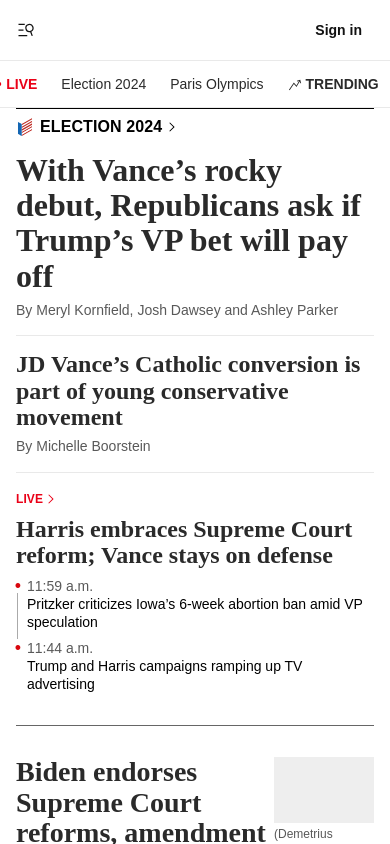 Sign in
LIVE
Election 2024
Paris Olympics
TRENDING
ELECTION 2024
With Vance’s rocky
debut, Republicans ask if
Trump’s VP bet will pay
off
By Meryl Kornfield, Josh Dawsey and Ashley Parker
JD Vance’s Catholic conversion is
part of young conservative
movement
By Michelle Boorstein
LIVE
Harris embraces Supreme Court
reform; Vance stays on defense
11:59 a.m.
Pritzker criticizes Iowa’s 6-week abortion ban amid VP
speculation
11:44 a.m.
Trump and Harris campaigns ramping up TV
advertising
Biden endorses
Supreme Court
reforms, amendment
(Demetrius